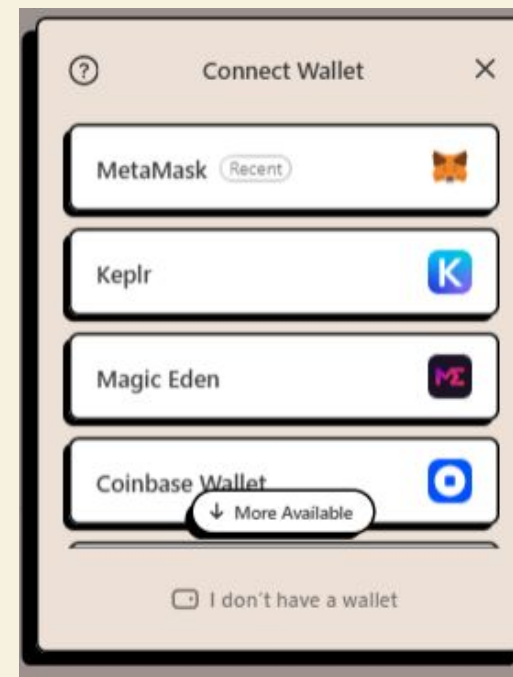 Connect Wallet
MetaMask Recent
Keplr
Magic Eden
Coinbase Wallet
More Available
I don't have a wallet